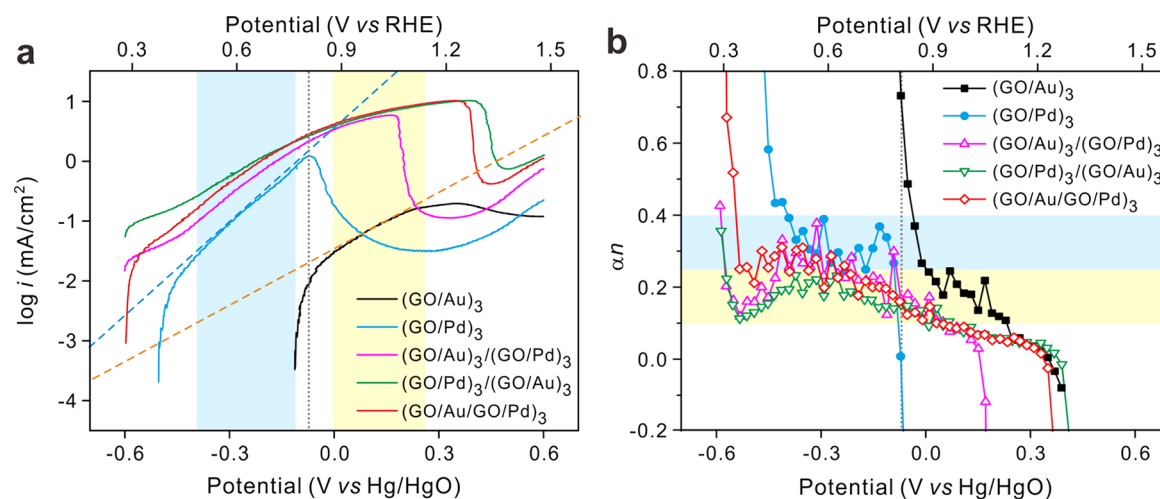 a
Potential (V vs RHE)
0.3 0.6 0.9 1.2 1.5
log i (mA/cm²)
1
0
-1
-2
-3
-4
(GO/Au)₃
(GO/Pd)₃
(GO/Au)₃/(GO/Pd)₃
(GO/Pd)₃/(GO/Au)₃
(GO/Au/GO/Pd)₃
-0.6 -0.3 0.0 0.3 0.6
Potential (V vs Hg/HgO)
b
Potential (V vs RHE)
0.3 0.6 0.9 1.2 1.5
αn
0.8
0.6
0.4
0.2
0.0
-0.2
(GO/Au)₃
(GO/Pd)₃
(GO/Au)₃/(GO/Pd)₃
(GO/Pd)₃/(GO/Au)₃
(GO/Au/GO/Pd)₃
-0.6 -0.3 0.0 0.3 0.6
Potential (V vs Hg/HgO)